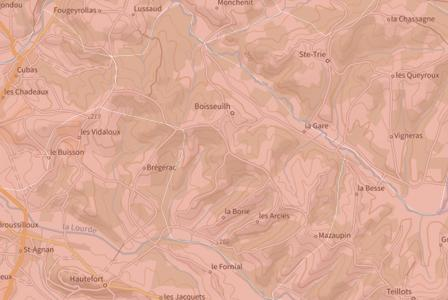 Fougeyrollas
Lussaud
Monchenit
la Chassagne
Ste-Trie
Cubas
les Queyroux
les Chadeaux
Boisseuilh
la Gare
les Vidaloux
Vigneras
le Buisson
Brégérac
la Besse
la Borie
les Arcies
la Lourde
Mazaupin
St-Agnan
Hautefort
le Fornial
Teillots
les Jacquets